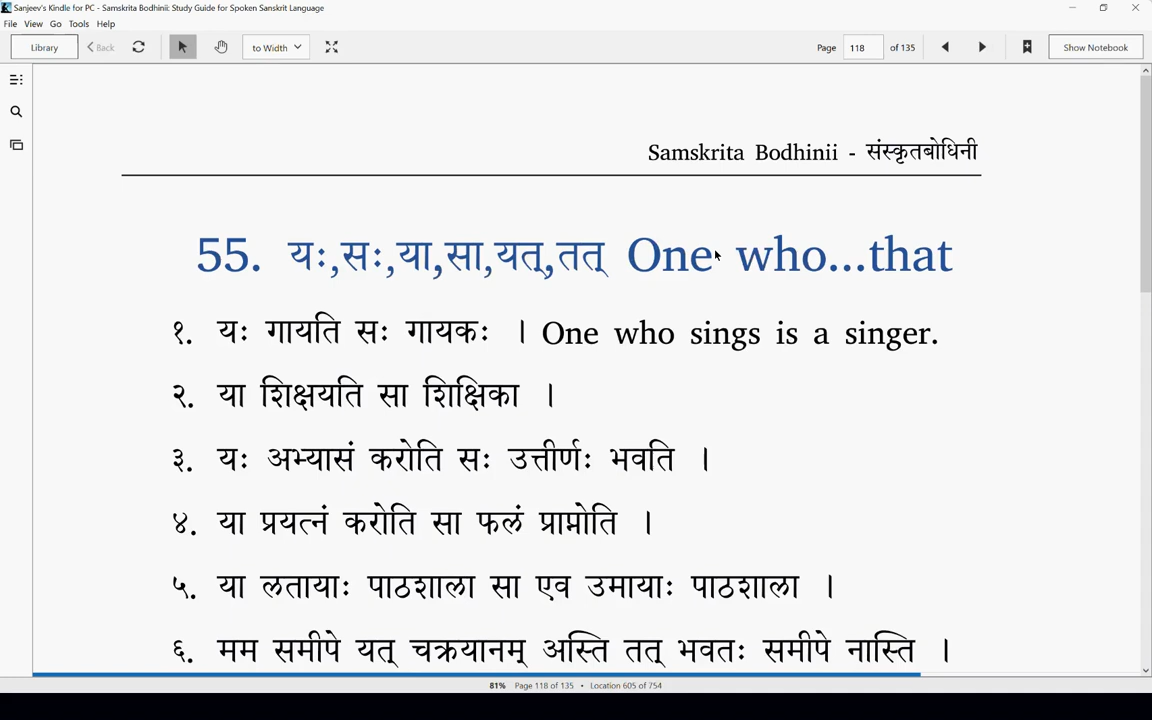 Sanjeev's Kindle for PC - Samskrita Bodhinii: Study Guide for Spoken Sanskrit Language
File View Go Tools Help
Library Back to Width Page 118 of 135 Show Notebook
Samskrita Bodhinii - संस्कृतबोधिनी
55. यः,सः,या,सा,यत्,तत् One who...that
१. यः गायति सः गायकः । One who sings is a singer.
२. या शिक्षयति सा शिक्षिका ।
३. यः अभ्यासं करोति सः उत्तीर्णः भवति ।
४. या प्रयत्नं करोति सा फलं प्राप्नोति ।
५. या लतायाः पाठशाला सा एव उमायाः पाठशाला ।
६. मम समीपे यत् चक्रयानम् अस्ति तत् भवतः समीपे नास्ति ।
81% Page 118 of 135 • Location 605 of 754